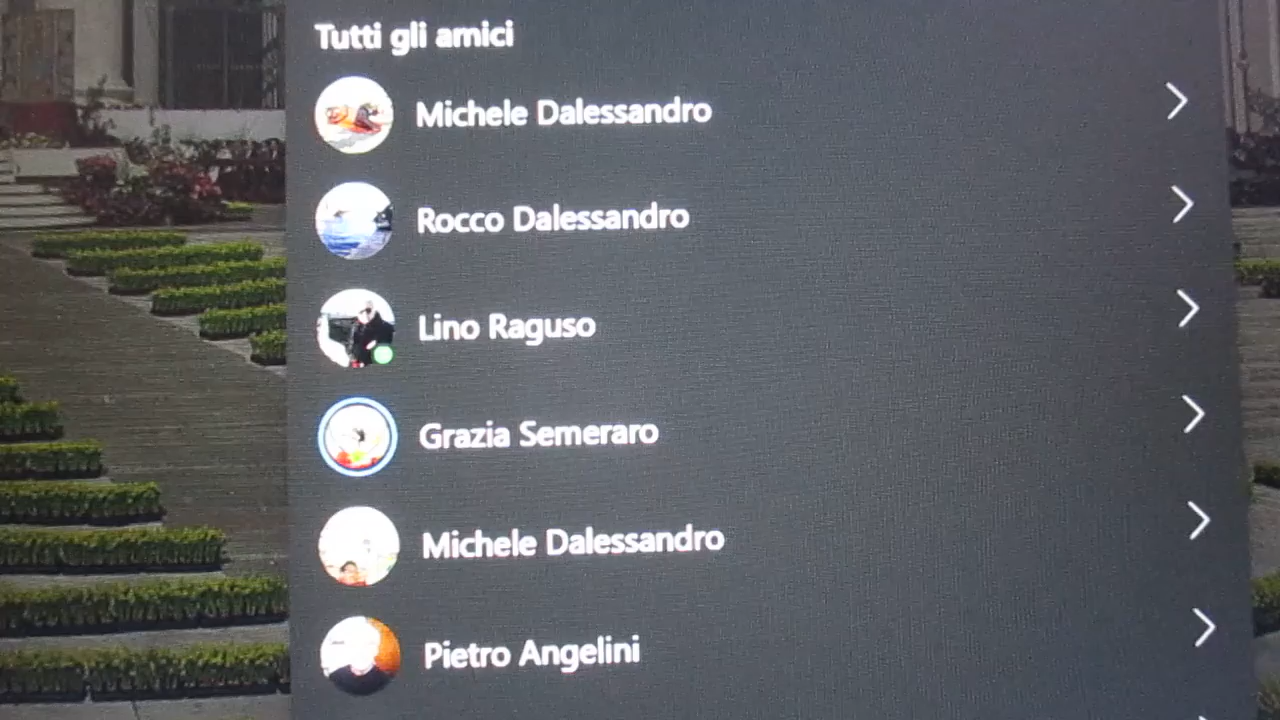 Tutti gli amici
Michele Dalessandro
Rocco Dalessandro
Lino Raguso
Grazia Semeraro
Michele Dalessandro
Pietro Angelini